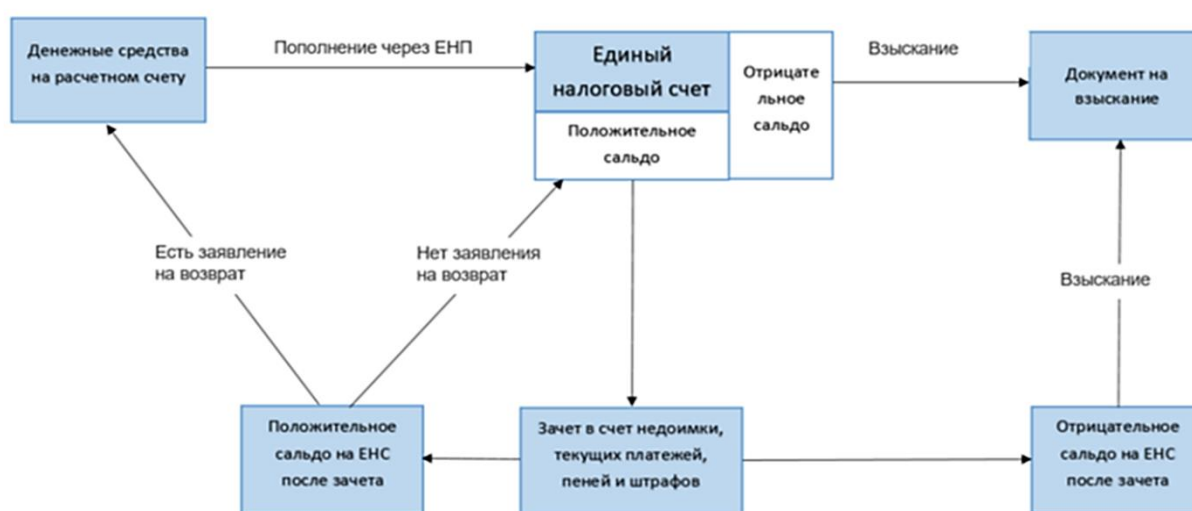 Денежные средства
на расчетном счету
Пополнение через ЕНП
Единый
налоговый счет
Положительное
сальдо
Отрицате
льное
сальдо
Взыскание
Документ на
взыскание
Есть заявление
на возврат
Нет заявления
на возврат
Взыскание
Положительное
сальдо на ЕНС
после зачета
Зачет в счет недоимки,
текущих платежей,
пеней и штрафов
Отрицательное
сальдо на ЕНС
после зачета